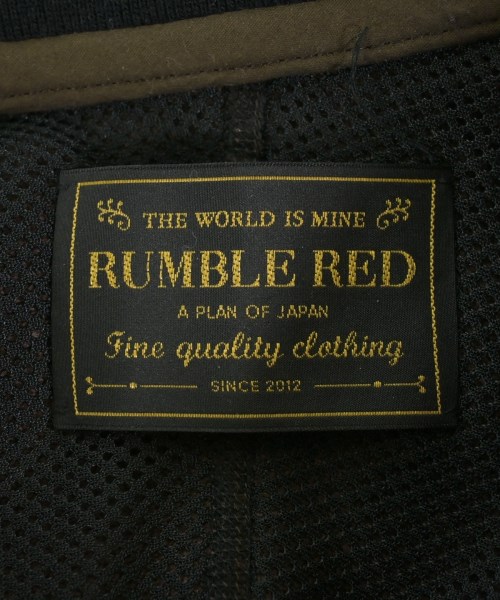 THE WORLD IS MINE
RUMBLE RED
A PLAN OF JAPAN
Fine quality clothing
SINCE 2012